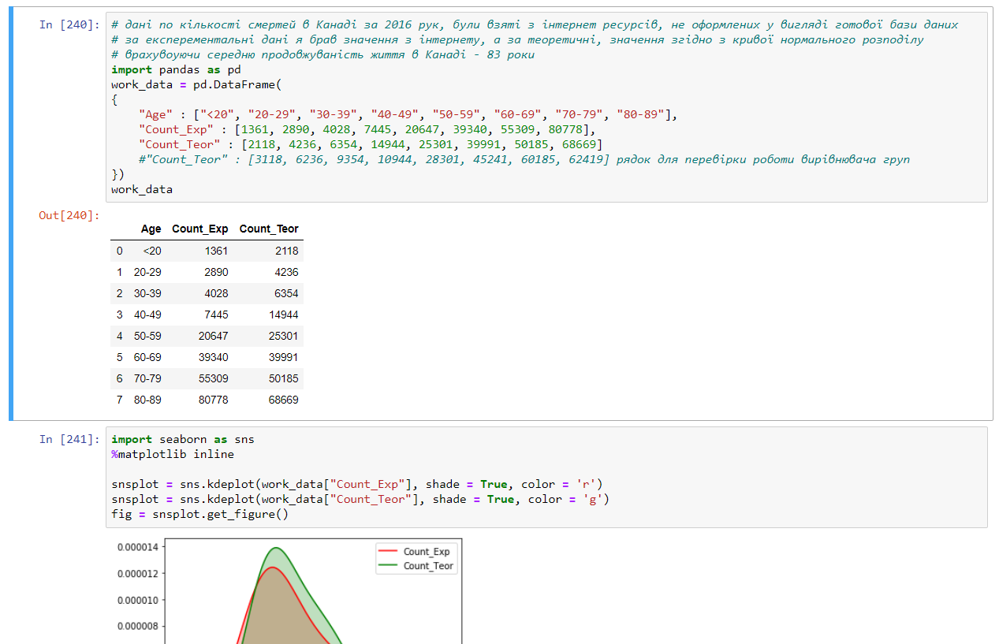 In [240]:
# дані по кількості смертей в Канаді за 2016 рук, були взяті з інтернет ресурсів, не оформлених у вигляді готової бази даних
# за експерементальні дані я брав значення з інтернету, а за теоретичні, значення згідно з кривої нормального розподілу
# врахувоуючи середню продовжуваність життя в Канаді - 83 роки
import pandas as pd
work_data = pd.DataFrame(
{
"Age" : ["<20", "20-29", "30-39", "40-49", "50-59", "60-69", "70-79", "80-89"],
"Count_Exp" : [1361, 2890, 4028, 7445, 20647, 39340, 55309, 80778],
"Count_Teor" : [2118, 4236, 6354, 14944, 25301, 39991, 50185, 68669]
#"Count_Teor" : [3118, 6236, 9354, 10944, 28301, 45241, 60185, 62419] рядок для перевірки роботи вирівнювача груп
})
work_data
Out[240]:
Age Count_Exp Count_Teor
0 <20 1361 2118
1 20-29 2890 4236
2 30-39 4028 6354
3 40-49 7445 14944
4 50-59 20647 25301
5 60-69 39340 39991
6 70-79 55309 50185
7 80-89 80778 68669
In [241]:
import seaborn as sns
%matplotlib inline
snsplot = sns.kdeplot(work_data["Count_Exp"], shade = True, color = 'r')
snsplot = sns.kdeplot(work_data["Count_Teor"], shade = True, color = 'g')
fig = snsplot.get_figure()
0.000014
Count_Exp
Count_Teor
0.000012
0.000010
0.000008